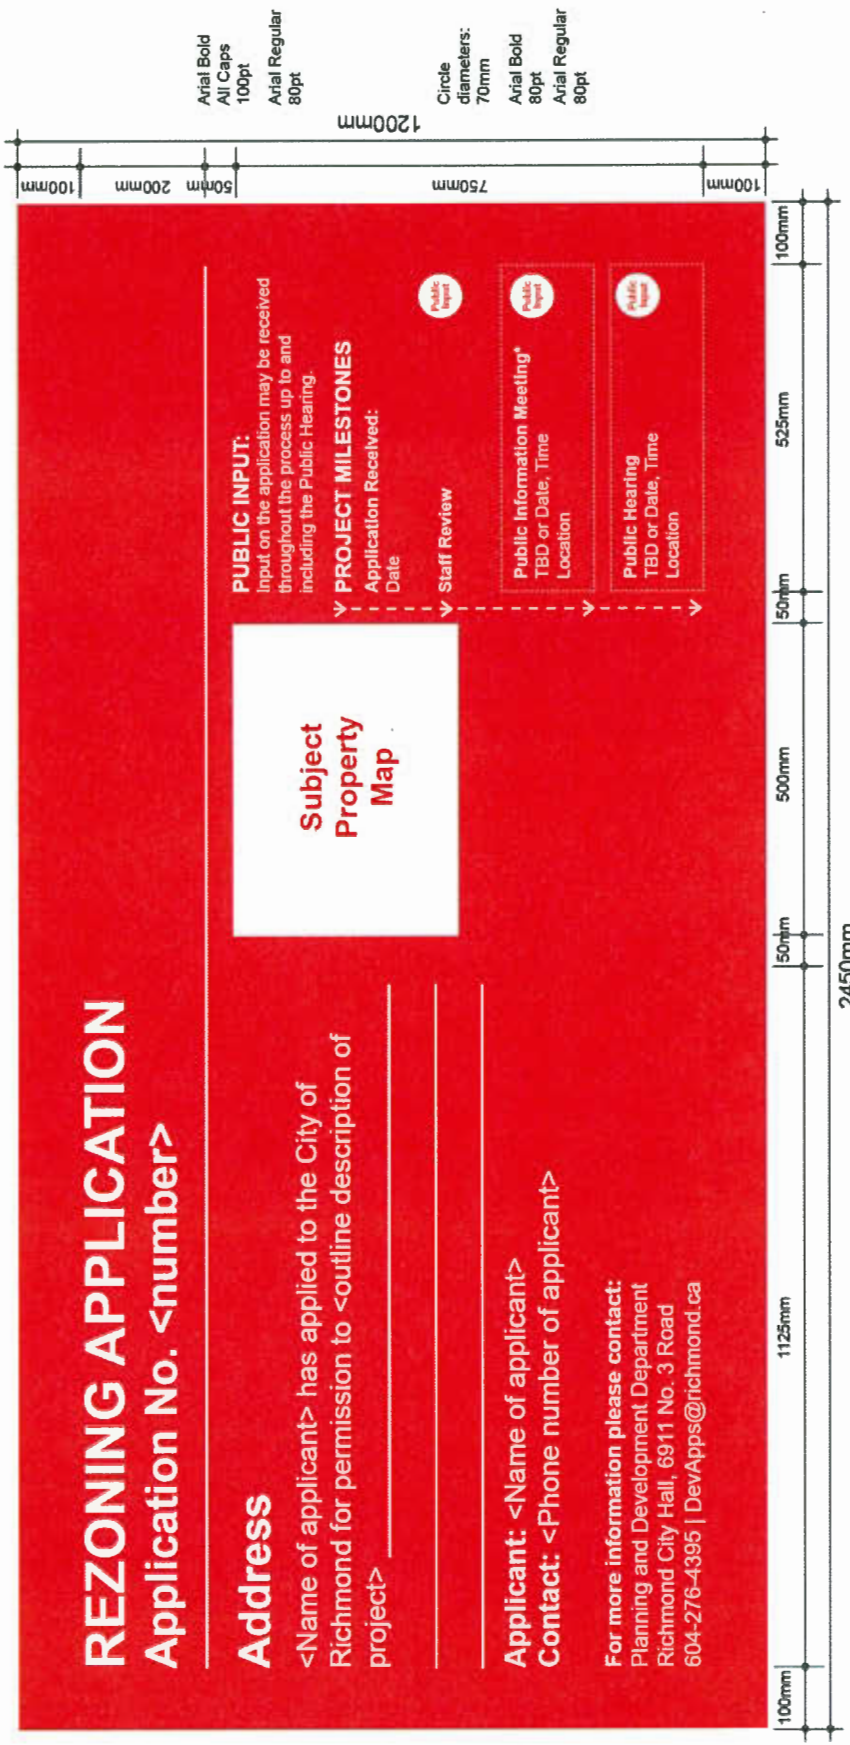 REZONING APPLICATION
Application No. <number>
Address
<Name of applicant> has applied to the City of
Richmond for permission to <outline description of
project>
Applicant: <Name of applicant>
Contact: <Phone number of applicant>
For more information please contact:
Planning and Development Department
Richmond City Hall, 6911 No. 3 Road
604-276-4395 | DevApps@richmond.ca
Subject
Property
Map
PUBLIC INPUT:
Input on the application may be received
throughout the process up to and
including the Public Hearing.
PROJECT MILESTONES
Application Received:
Date
Staff Review
Public
Input
Public Information Meeting*
TBD or Date, Time
Location
Public
Input
Public Hearing
TBD or Date, Time
Location
Public
Input
100mm
200mm
50mm
750mm
100mm
1200mm
Arial Bold
All Caps
100pt
Arial Regular
80pt
Circle
diameters:
70mm
Arial Bold
80pt
Arial Regular
80pt
100mm
1125mm
50mm
500mm
50mm
525mm
100mm
2450mm